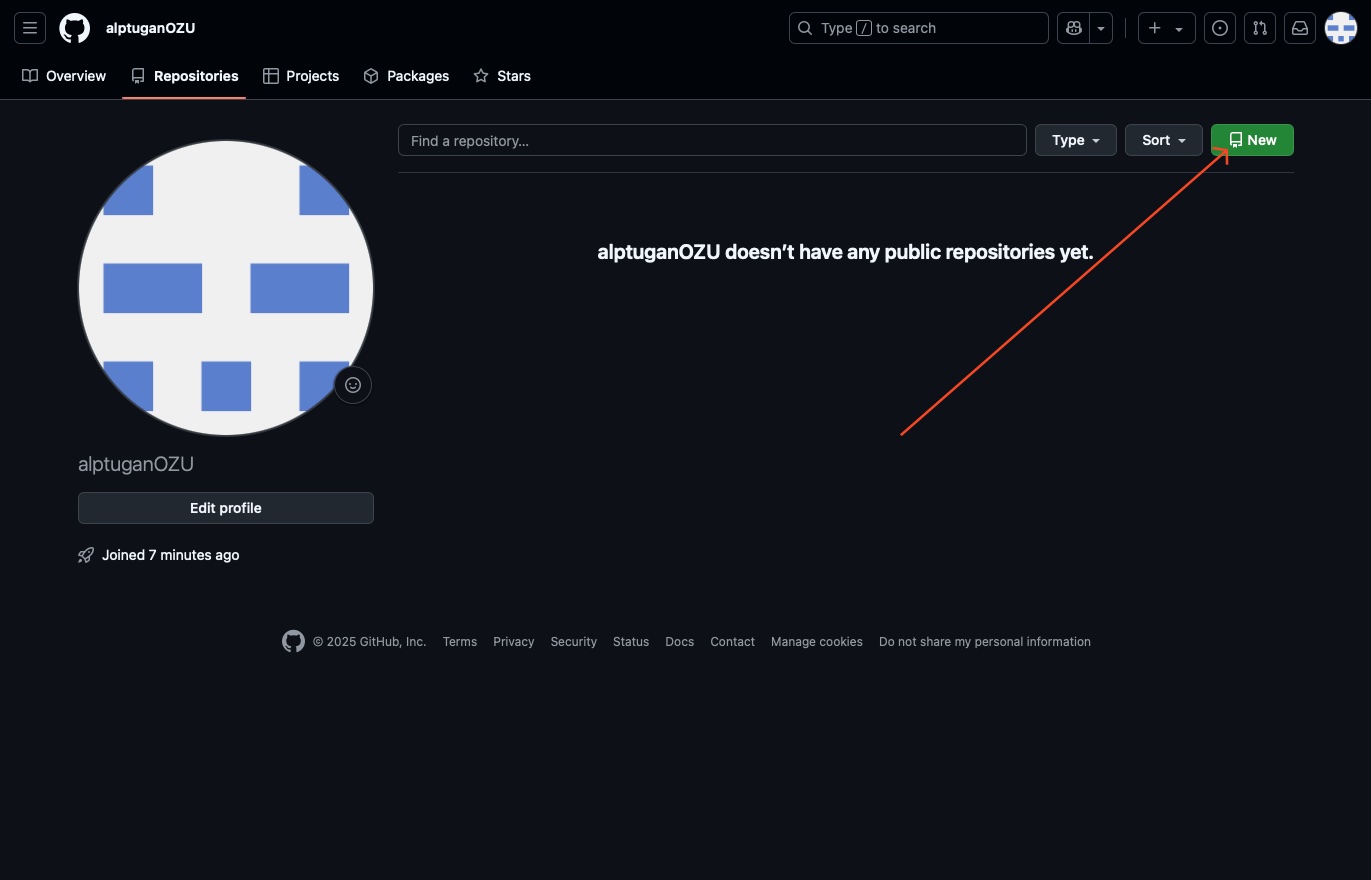 alptuganOZU
Type / to search
Overview Repositories Projects Packages Stars
Find a repository... Type Sort New
alptuganOZU doesn’t have any public repositories yet.
alptuganOZU
Edit profile
Joined 7 minutes ago
© 2025 GitHub, Inc. Terms Privacy Security Status Docs Contact Manage cookies Do not share my personal information